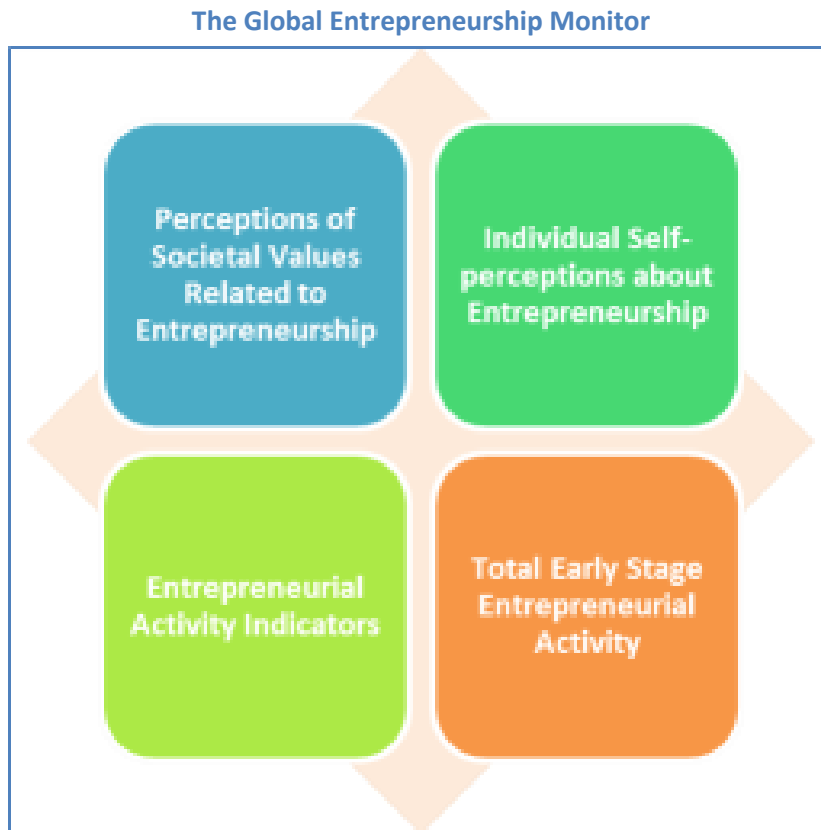 The Global Entrepreneurship Monitor
Perceptions of
Societal Values
Related to
Entrepreneurship
Individual Self-
perceptions about
Entrepreneurship
Entrepreneurial
Activity Indicators
Total Early Stage
Entrepreneurial
Activity